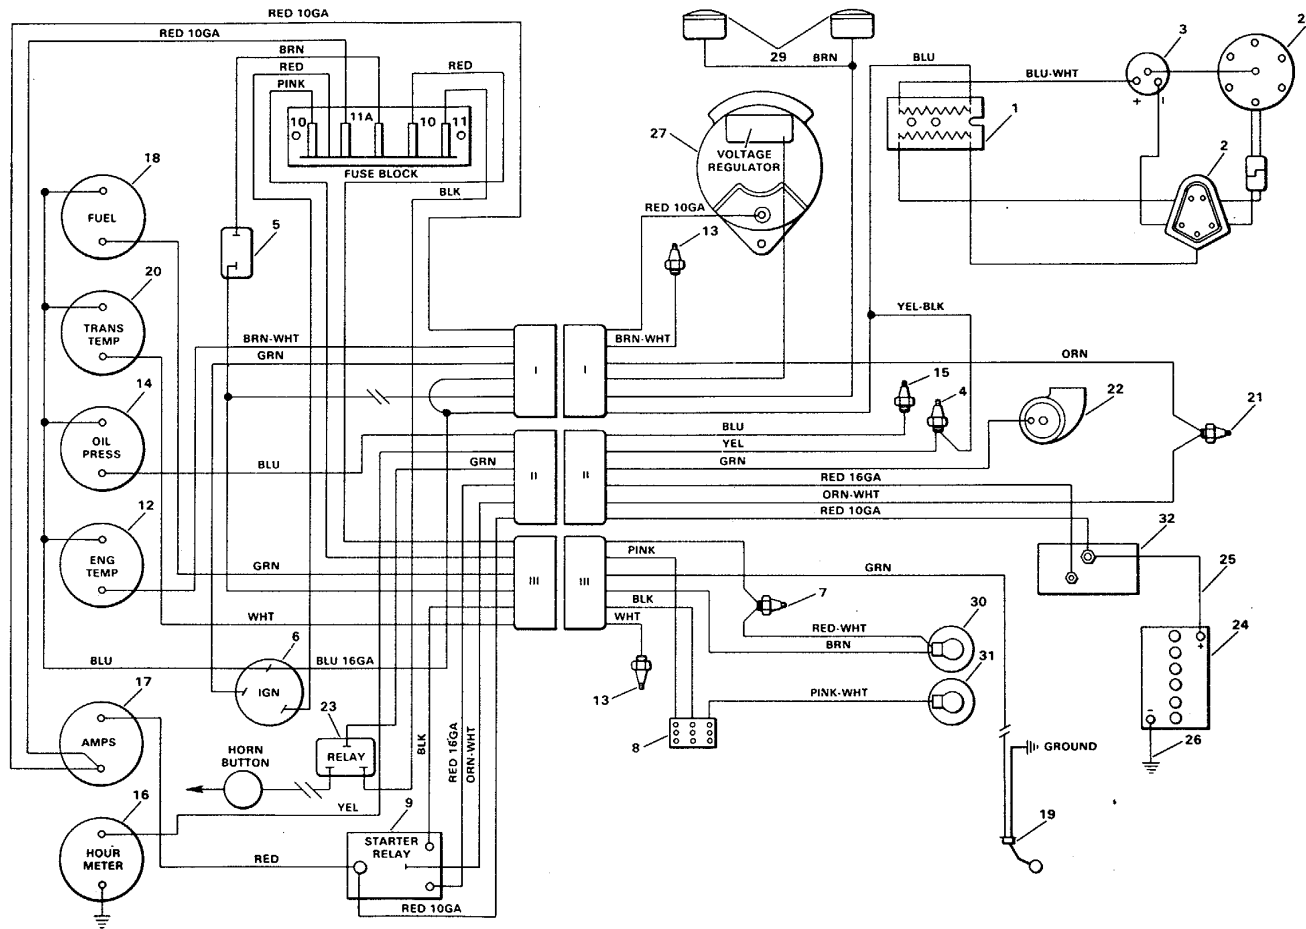 RED 10GA
RED 10GA
BRN
RED
PINK
RED
10
11A
10
11
FUSE BLOCK
BLK
29
BRN
BLU
BLU-WHT
3
2
+
-
1
2
27
VOLTAGE
REGULATOR
RED 10GA
13
18
FUEL
5
20
TRANS
TEMP
14
OIL
PRESS
12
ENG
TEMP
BRN-WHT
GRN
BLU
GRN
GRN
WHT
I
I
II
II
III
III
BRN-WHT
YEL-BLK
ORN
15
4
22
21
BLU
YEL
GRN
RED 16GA
ORN-WHT
RED 10GA
32
PINK
GRN
BLK
WHT
7
25
30
RED-WHT
BRN
31
24
+
-
26
PINK-WHT
13
8
GROUND
19
BLU
6
BLU 16GA
IGN
17
AMPS
23
RELAY
HORN
BUTTON
BLK
RED 16GA
ORN-WHT
16
YEL
9
HOUR
METER
RED
STARTER
RELAY
RED 10GA